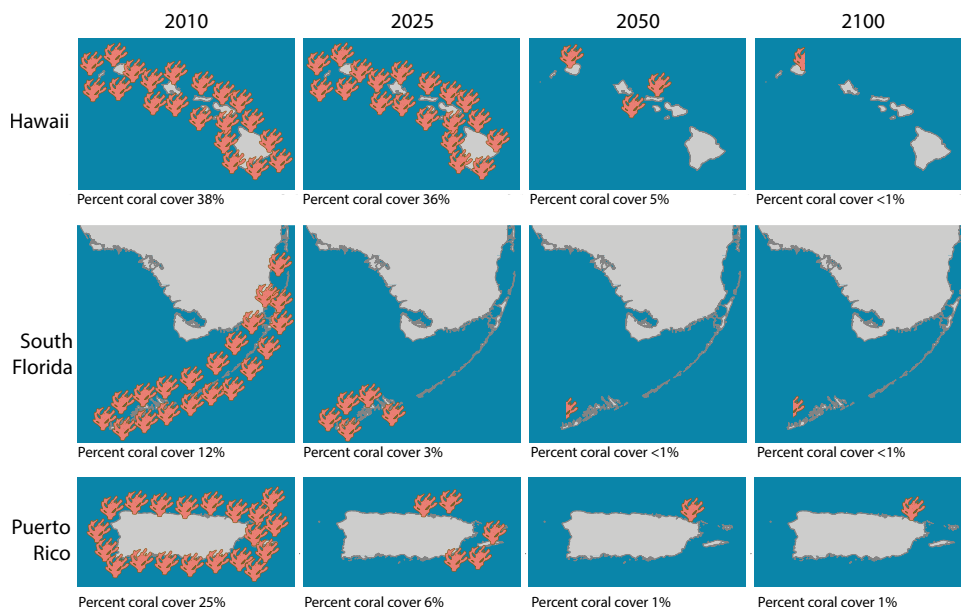 2010 2025 2050 2100
Hawaii
Percent coral cover 38% Percent coral cover 36% Percent coral cover 5% Percent coral cover <1%
South
Florida
Percent coral cover 12% Percent coral cover 3% Percent coral cover <1% Percent coral cover <1%
Puerto
Rico
Percent coral cover 25% Percent coral cover 6% Percent coral cover 1% Percent coral cover 1%